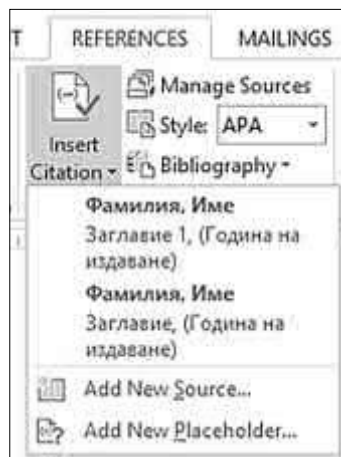 T REFERENCES MAILINGS
Manage Sources
Style: APA
Insert
Citation
Bibliography
Фамилия, Име
Заглавие 1, (Година на
издаване)
Фамилия, Име
Заглавие, (Година на
издаване)
Add New Source...
Add New Placeholder...